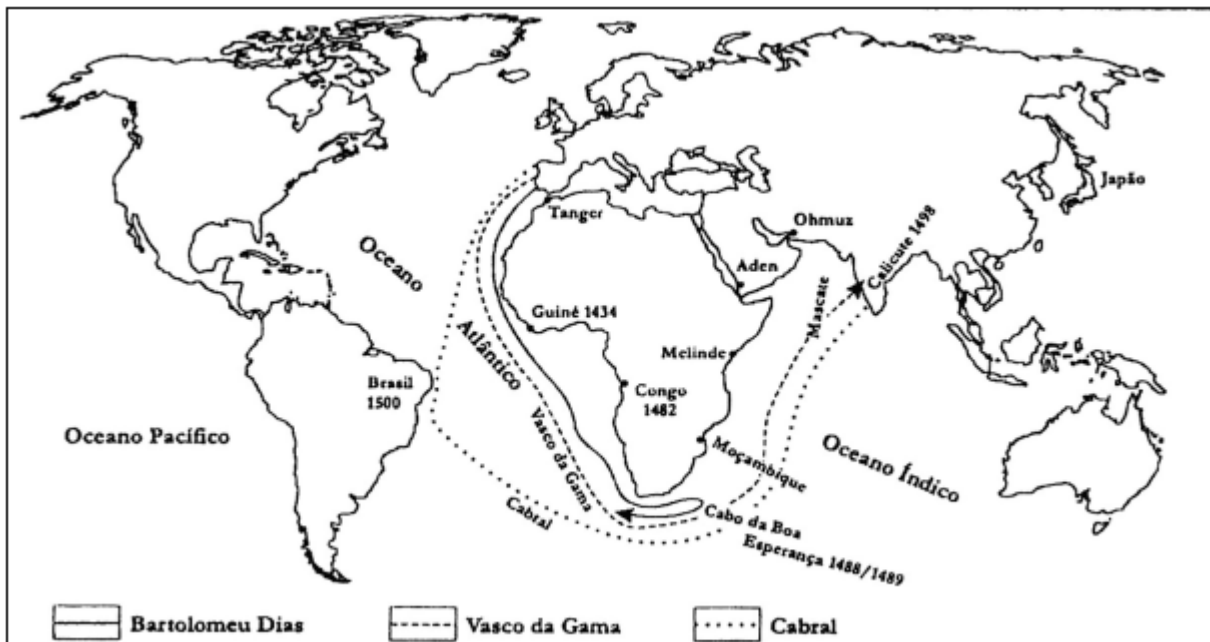 Japão
Ohmuz
Tanger
Calicute 1498
Oceano
Aden
Mascate
Guiné 1434
Atlântico
Melinde
Brasil
1500
Congo
1482
Oceano Pacífico
Vasco da Gama
Moçambique
Oceano Índico
Cabral
Cabo da Boa
Esperança 1488/1489
Bartolomeu Dias
Vasco da Gama
Cabral